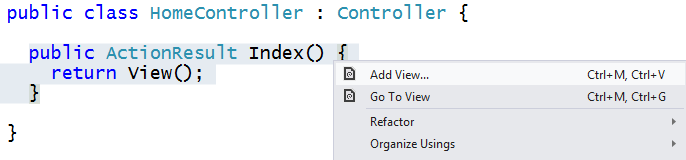 public class HomeController : Controller {
public ActionResult Index() {
return View();
}
Add View... Ctrl+M, Ctrl+V
Go To View Ctrl+M, Ctrl+G
Refactor
Organize Usings
}